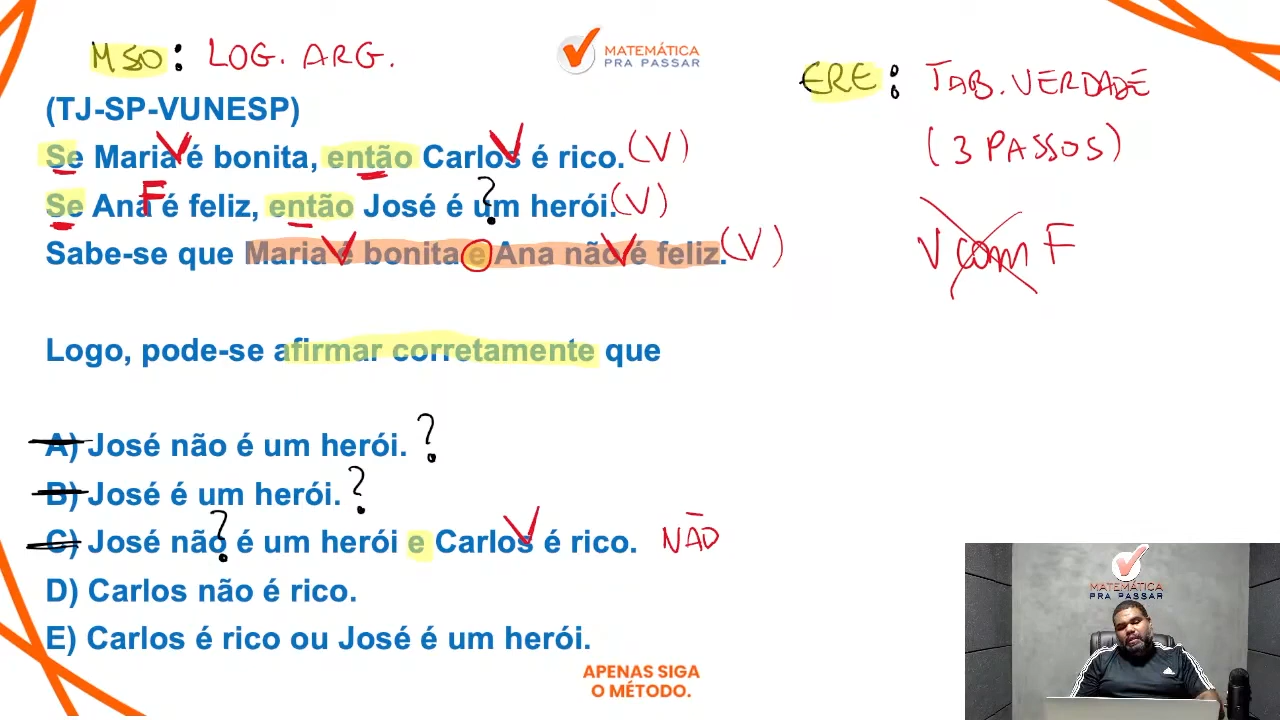 MSO: LOG. ARG.
MATEMÁTICA
PRA PASSAR
ERE: TAB. VERDADE
(3 PASSOS)
V com F
(TJ-SP-VUNESP)
V V
Se Maria é bonita, então Carlos é rico. (V)
F ?
Se Ana é feliz, então José é um herói. (V)
V V
Sabe-se que Maria é bonita e Ana não é feliz. (V)
Logo, pode-se afirmar corretamente que
A) José não é um herói. ?
B) José é um herói. ?
? V
C) José não é um herói e Carlos é rico. NÃO
D) Carlos não é rico.
E) Carlos é rico ou José é um herói.
APENAS SIGA
O MÉTODO.
MATEMÁTICA
PRA PASSAR